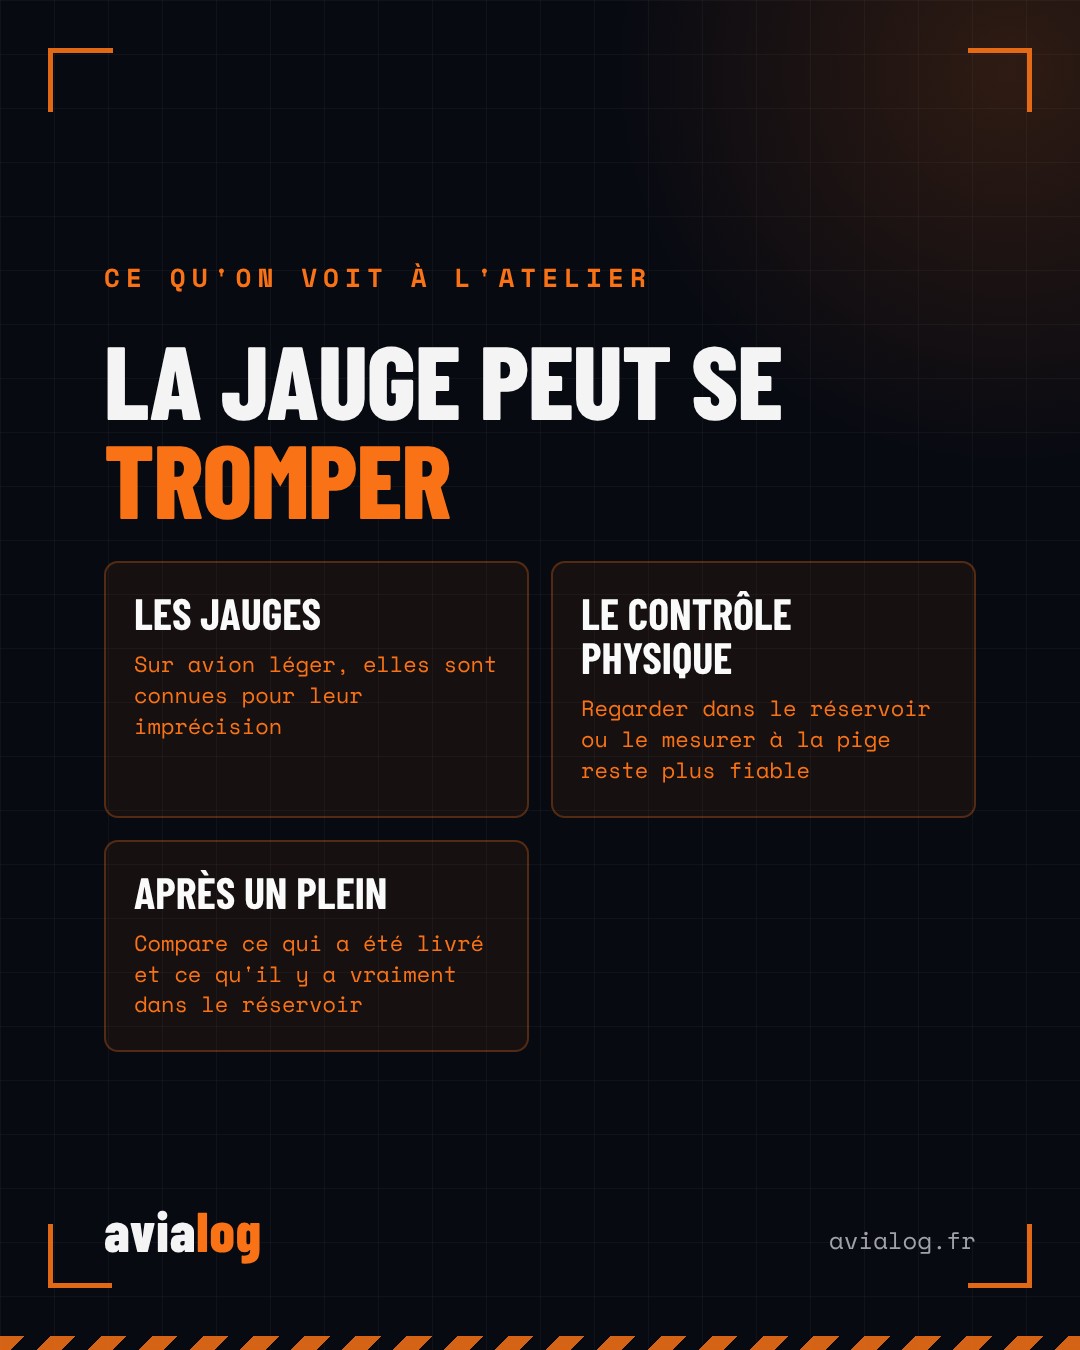 CE QU'ON VOIT À L'ATELIER
LA JAUGE PEUT SE
TROMPER
LES JAUGES
Sur avion léger, elles sont
connues pour leur
imprécision
LE CONTRÔLE
PHYSIQUE
Regarder dans le réservoir
ou le mesurer à la pige
reste plus fiable
APRÈS UN PLEIN
Compare ce qui a été livré
et ce qu'il y a vraiment
dans le réservoir
avialog
avialog.fr